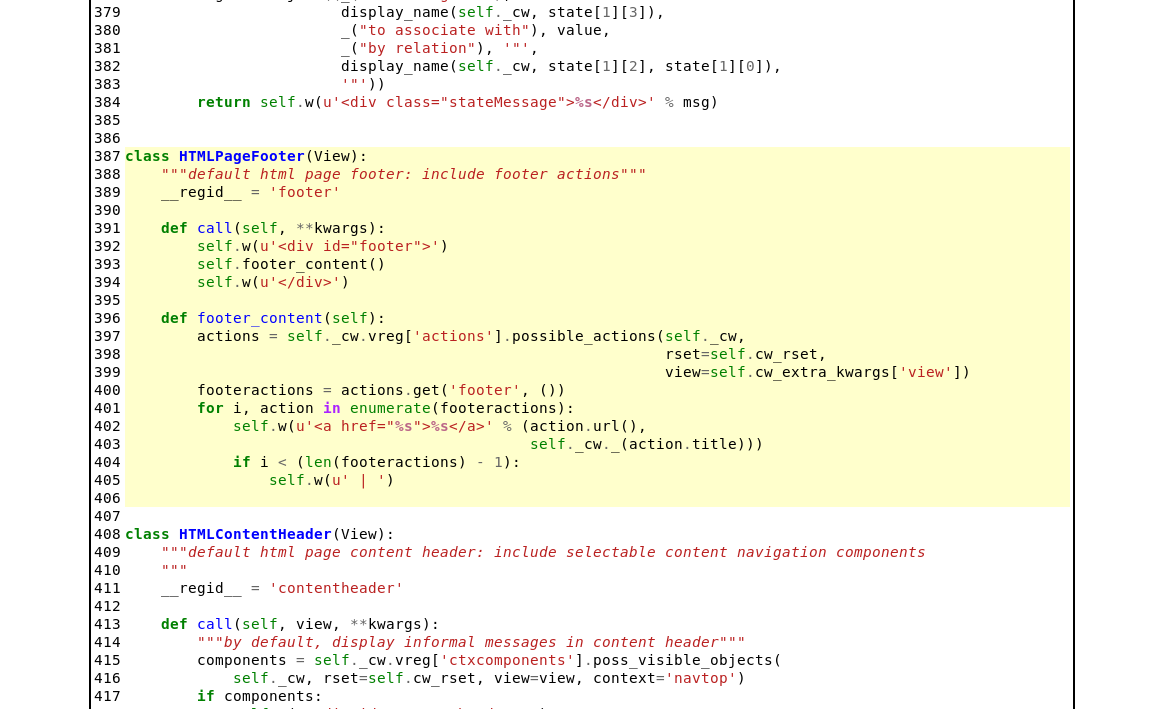 379                         display_name(self._cw, state[1][3]),
380                         _("to associate with"), value,
381                         _("by relation"), '"',
382                         display_name(self._cw, state[1][2], state[1][0]),
383                         '"'))
384         return self.w(u'<div class="stateMessage">%s</div>' % msg)
385
386
387 class HTMLPageFooter(View):
388     """default html page footer: include footer actions"""
389     __regid__ = 'footer'
390
391     def call(self, **kwargs):
392         self.w(u'<div id="footer">')
393         self.footer_content()
394         self.w(u'</div>')
395
396     def footer_content(self):
397         actions = self._cw.vreg['actions'].possible_actions(self._cw,
398                                                             rset=self.cw_rset,
399                                                             view=self.cw_extra_kwargs['view'])
400         footeractions = actions.get('footer', ())
401         for i, action in enumerate(footeractions):
402             self.w(u'<a href="%s">%s</a>' % (action.url(),
403                                              self._cw._(action.title)))
404             if i < (len(footeractions) - 1):
405                 self.w(u' | ')
406
407
408 class HTMLContentHeader(View):
409     """default html page content header: include selectable content navigation components
410     """
411     __regid__ = 'contentheader'
412
413     def call(self, view, **kwargs):
414         """by default, display informal messages in content header"""
415         components = self._cw.vreg['ctxcomponents'].poss_visible_objects(
416             self._cw, rset=self.cw_rset, view=view, context='navtop')
417         if components: